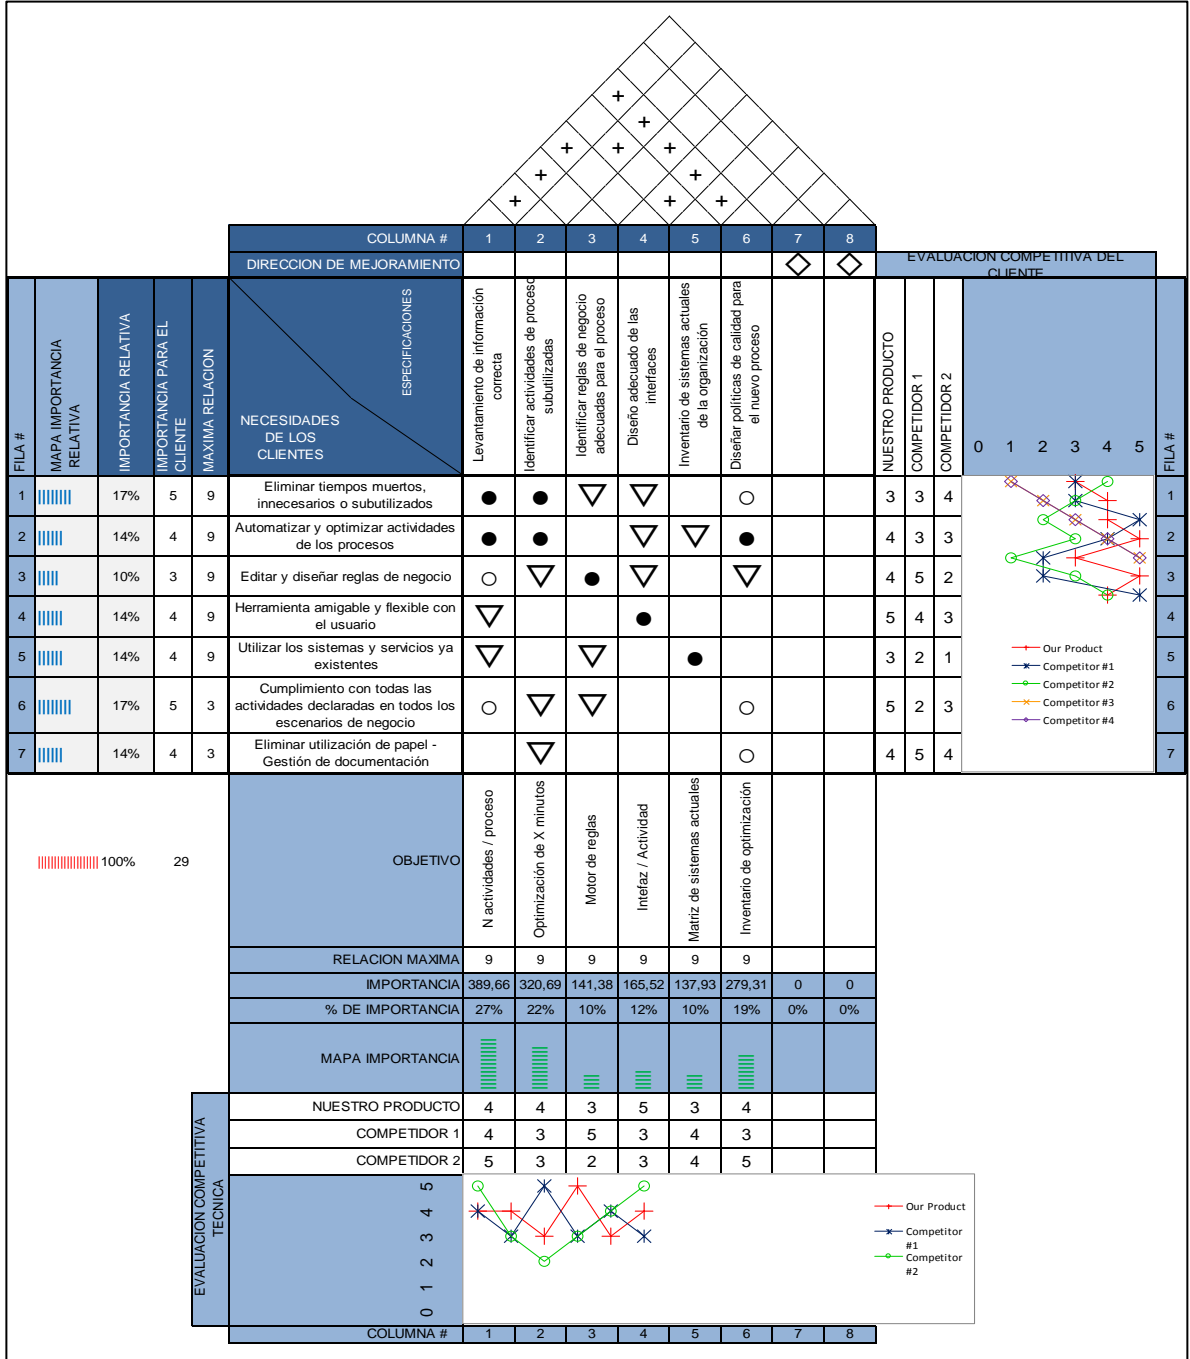 +
+
+ + +
+ +
+ + +
COLUMNA # 1 2 3 4 5 6 7 8
DIRECCION DE MEJORAMIENTO
EVALUACION COMPETITIVA DEL
CLIENTE
FILA #
MAPA IMPORTANCIA
RELATIVA
IMPORTANCIA RELATIVA
IMPORTANCIA PARA EL
CLIENTE
MAXIMA RELACION
ESPECIFICACIONES
NECESIDADES
DE LOS
CLIENTES
Levantamiento de información
correcta
Identificar actividades de proceso
subutilizadas
Identificar reglas de negocio
adecuadas para el proceso
Diseño adecuado de las
interfaces
Inventario de sistemas actuales
de la organización
Diseñar políticas de calidad para
el nuevo proceso
NUESTRO PRODUCTO
COMPETIDOR 1
COMPETIDOR 2
0 1 2 3 4 5
FILA #
1 17% 5 9 Eliminar tiempos muertos,
innecesarios o subutilizados 3 3 4 1
2 14% 4 9 Automatizar y optimizar actividades
de los procesos 4 3 3 2
3 10% 3 9 Editar y diseñar reglas de negocio 4 5 2 3
4 14% 4 9 Herramienta amigable y flexible con
el usuario 5 4 3 4
5 14% 4 9 Utilizar los sistemas y servicios ya
existentes 3 2 1 5
6 17% 5 3 Cumplimiento con todas las
actividades declaradas en todos los
escenarios de negocio 5 2 3 6
7 14% 4 3 Eliminar utilización de papel -
Gestión de documentación 4 5 4 7
Our Product
Competitor #1
Competitor #2
Competitor #3
Competitor #4
100% 29
OBJETIVO
N actividades / proceso
Optimización de X minutos
Motor de reglas
Intefaz / Actividad
Matriz de sistemas actuales
Inventario de optimización
RELACION MAXIMA 9 9 9 9 9 9
IMPORTANCIA 389,66 320,69 141,38 165,52 137,93 279,31 0 0
% DE IMPORTANCIA 27% 22% 10% 12% 10% 19% 0% 0%
MAPA IMPORTANCIA
EVALUACION COMPETITIVA
TECNICA
NUESTRO PRODUCTO 4 4 3 5 3 4
COMPETIDOR 1 4 3 5 3 4 3
COMPETIDOR 2 5 3 2 3 4 5
5
4
3
2
1
0
Our Product
Competitor
#1
Competitor
#2
COLUMNA # 1 2 3 4 5 6 7 8